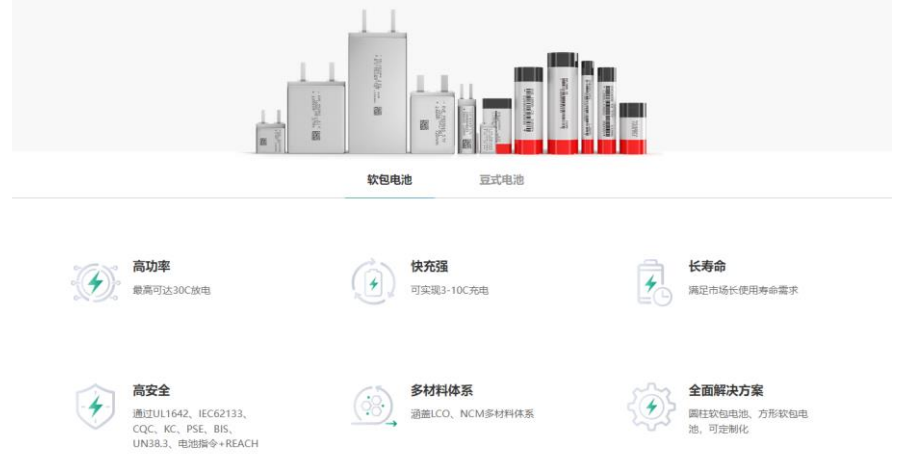 软包电池
豆式电池
高功率
最高可达30C放电
快充强
可实现3-10C充电
长寿命
满足市场长使用寿命需求
高安全
通过UL1642、IEC62133、
CQC、KC、PSE、BIS、
UN38.3、电池指令+REACH
多材料体系
涵盖LCO、NCM多材料体系
全面解决方案
圆柱软包电池、方形软包电
池、可定制化